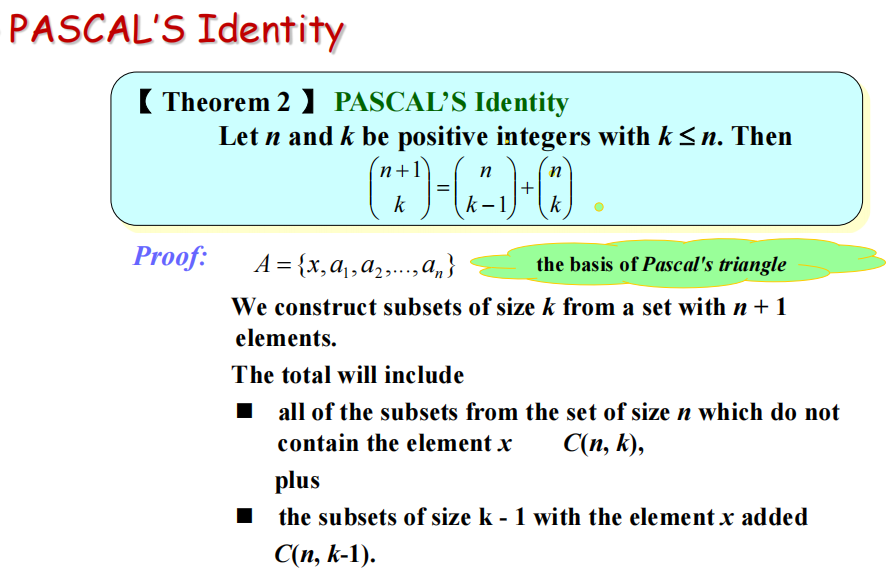 PASCAL'S Identity
【 Theorem 2 】 PASCAL'S Identity
Let n and k be positive integers with k ≤ n. Then
\binom{n+1}{k} = \binom{n}{k-1} + \binom{n}{k}
Proof: A = {x, a₁, a₂, ..., aₙ} the basis of Pascal's triangle
We construct subsets of size k from a set with n + 1
elements.
The total will include
■ all of the subsets from the set of size n which do not
contain the element x C(n, k),
plus
■ the subsets of size k - 1 with the element x added
C(n, k-1).